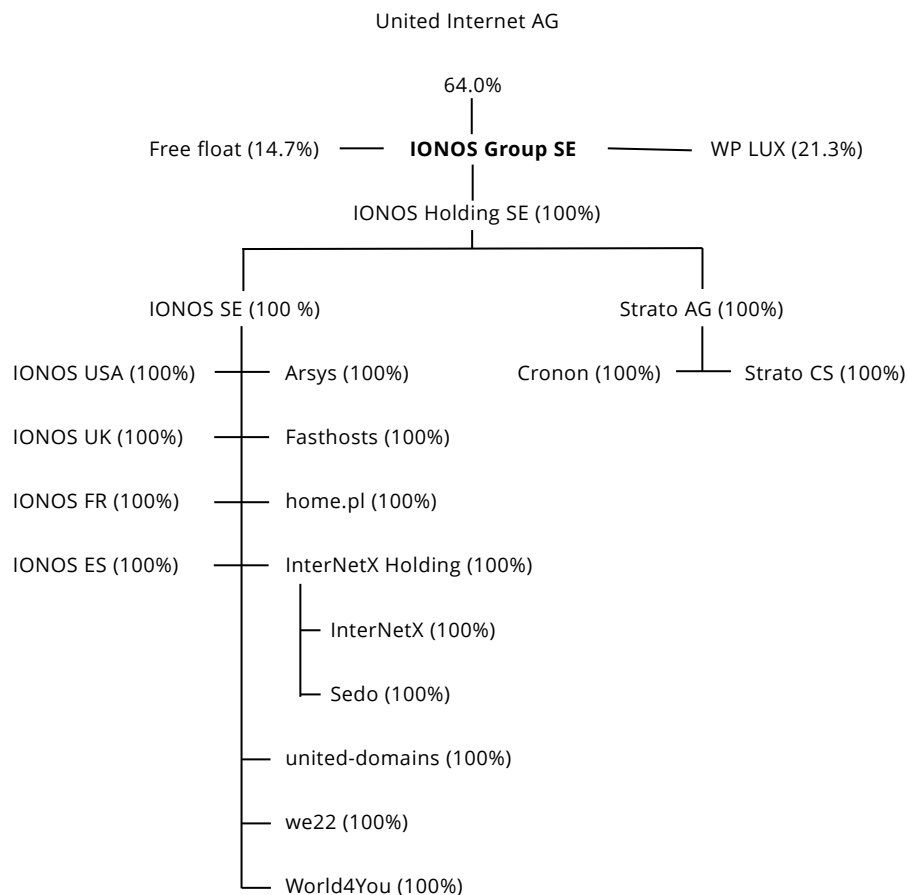 United Internet AG
64.0%
Free float (14.7%) IONOS Group SE WP LUX (21.3%)
IONOS Holding SE (100%)
IONOS SE (100 %) Strato AG (100%)
IONOS USA (100%) Arsys (100%) Cronon (100%) Strato CS (100%)
IONOS UK (100%) Fasthosts (100%)
IONOS FR (100%) home.pl (100%)
IONOS ES (100%) InterNetX Holding (100%)
InterNetX (100%)
Sedo (100%)
united-domains (100%)
we22 (100%)
World4You (100%)